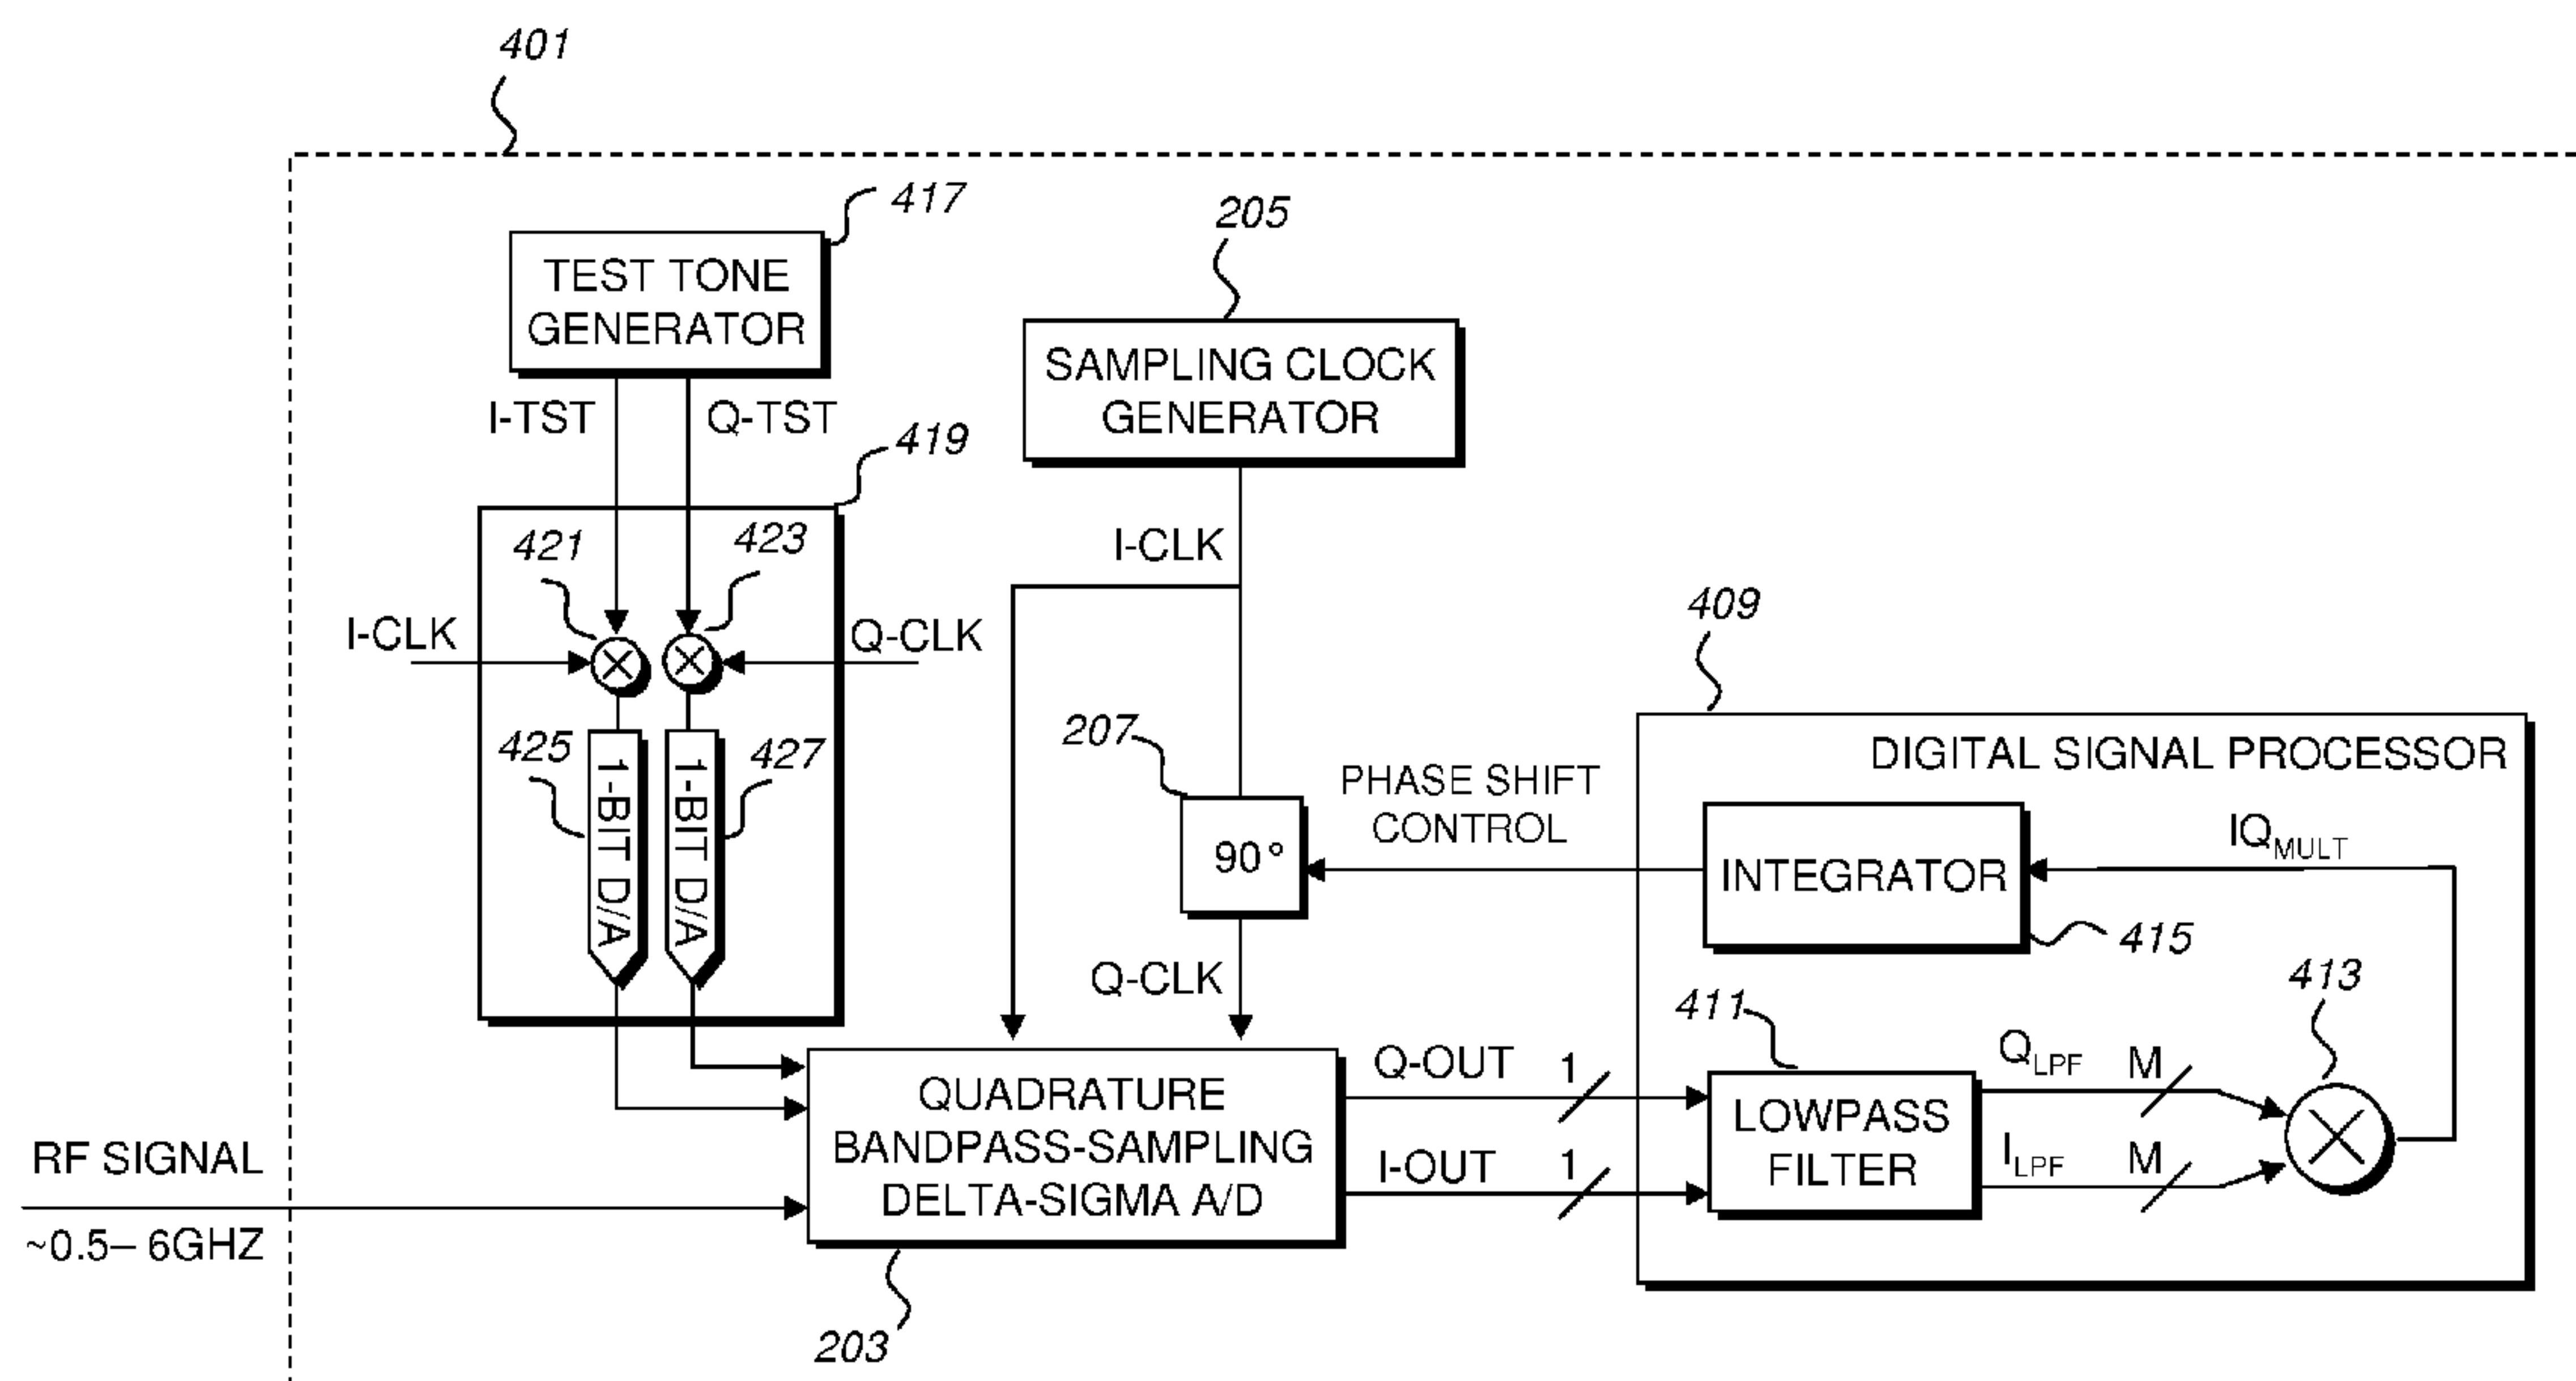 401
417
TEST TONE
GENERATOR
205
SAMPLING CLOCK
GENERATOR
I-TST
Q-TST
419
421
423
I-CLK
I-CLK
Q-CLK
409
425
1-BIT D/A
1-BIT D/A
427
207
90°
PHASE SHIFT
CONTROL
DIGITAL SIGNAL PROCESSOR
INTEGRATOR
IQMULT
415
Q-CLK
411
413
QUADRATURE
BANDPASS-SAMPLING
DELTA-SIGMA A/D
Q-OUT
1
I-OUT
1
LOWPASS
FILTER
QLPF
M
ILPF
M
RF SIGNAL
~0.5– 6GHZ
203